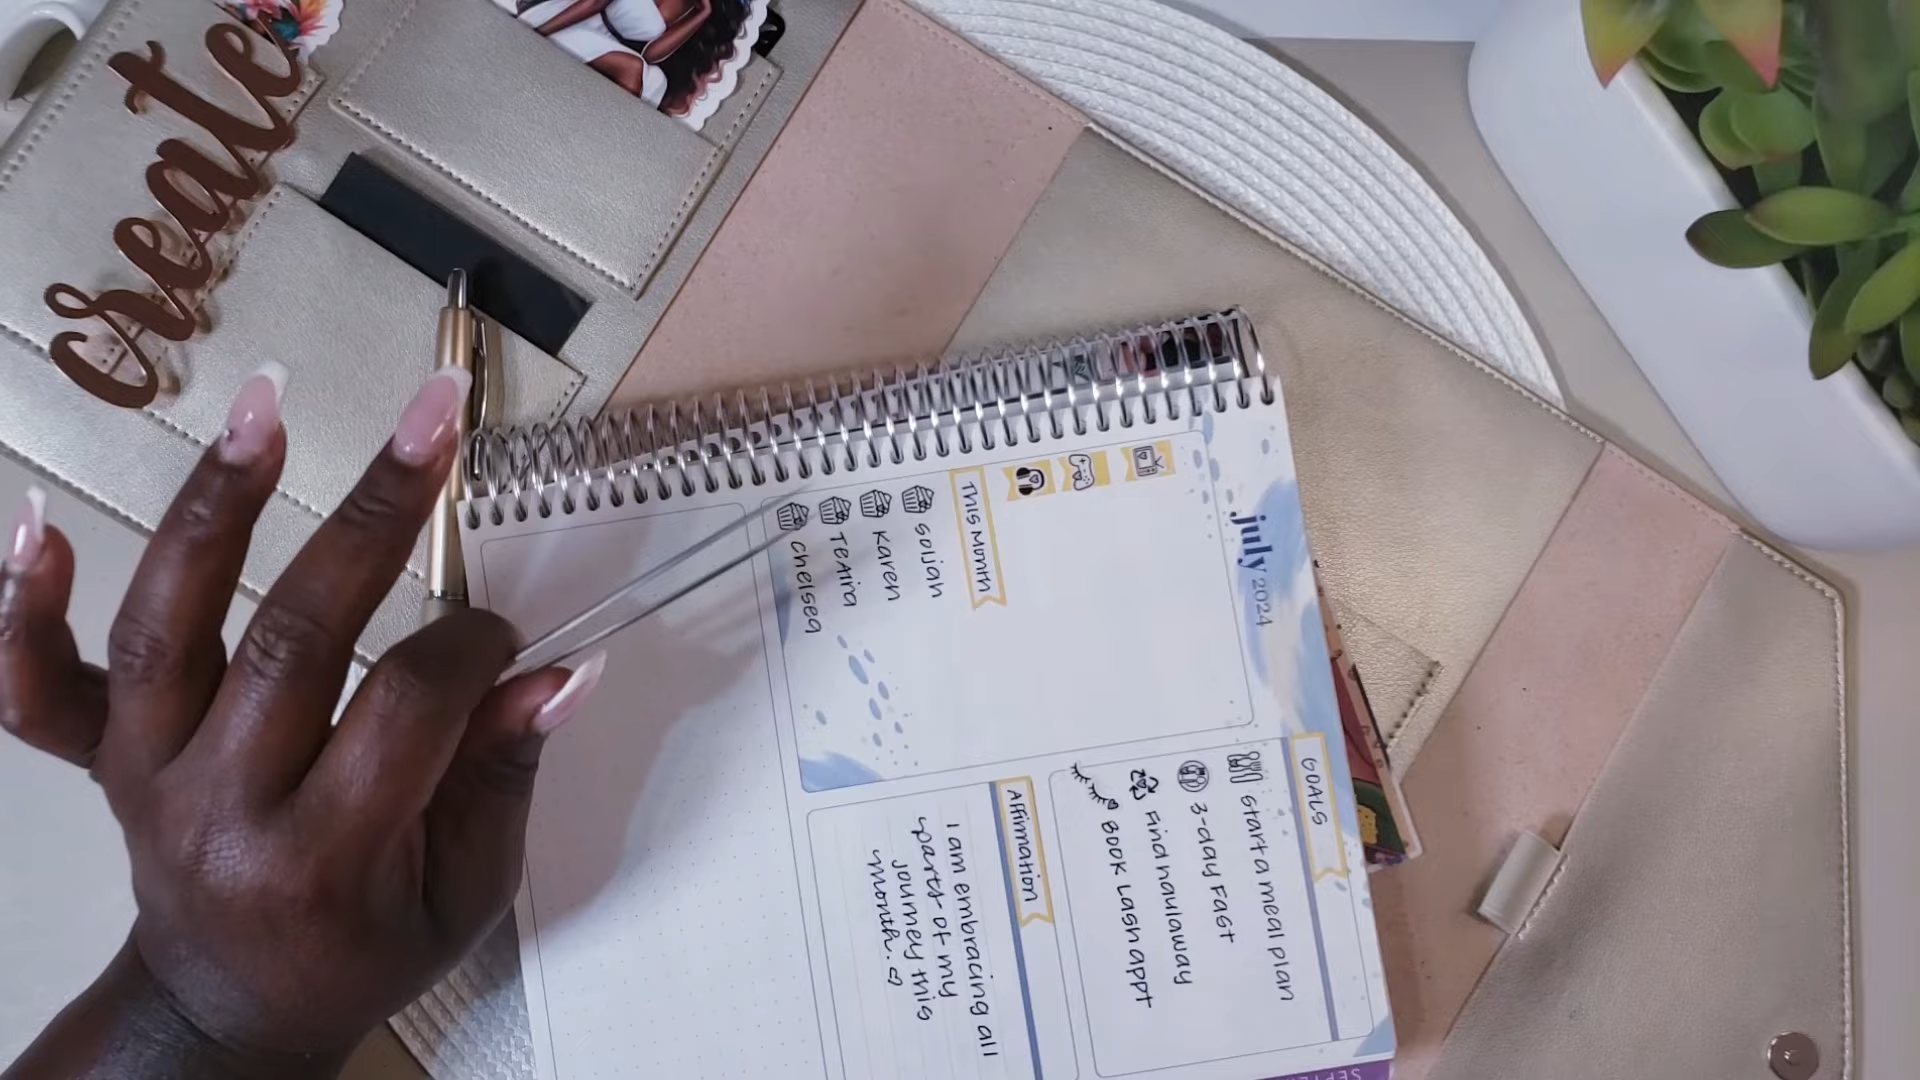 create
july 2024
THIS MONTH
Soljah
Karen
Teaira
Chelsea
GOALS
Start a meal plan
3-day Fast
Find haulaway
Book Lash appt
Affirmation
I am embracing all
parts of my
journey this
month.